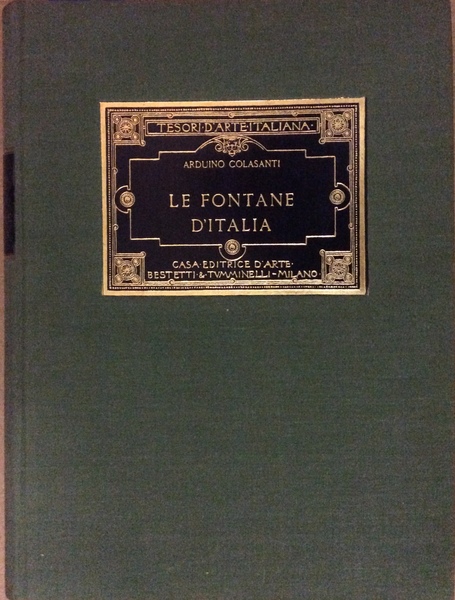 TESORI·D'ARTE·ITALIANA·
ARDUINO COLASANTI
LE FONTANE
D'ITALIA
CASA·EDITRICE D'ARTE·
BESTETTI·&·TVMMINELLI–MILANO·